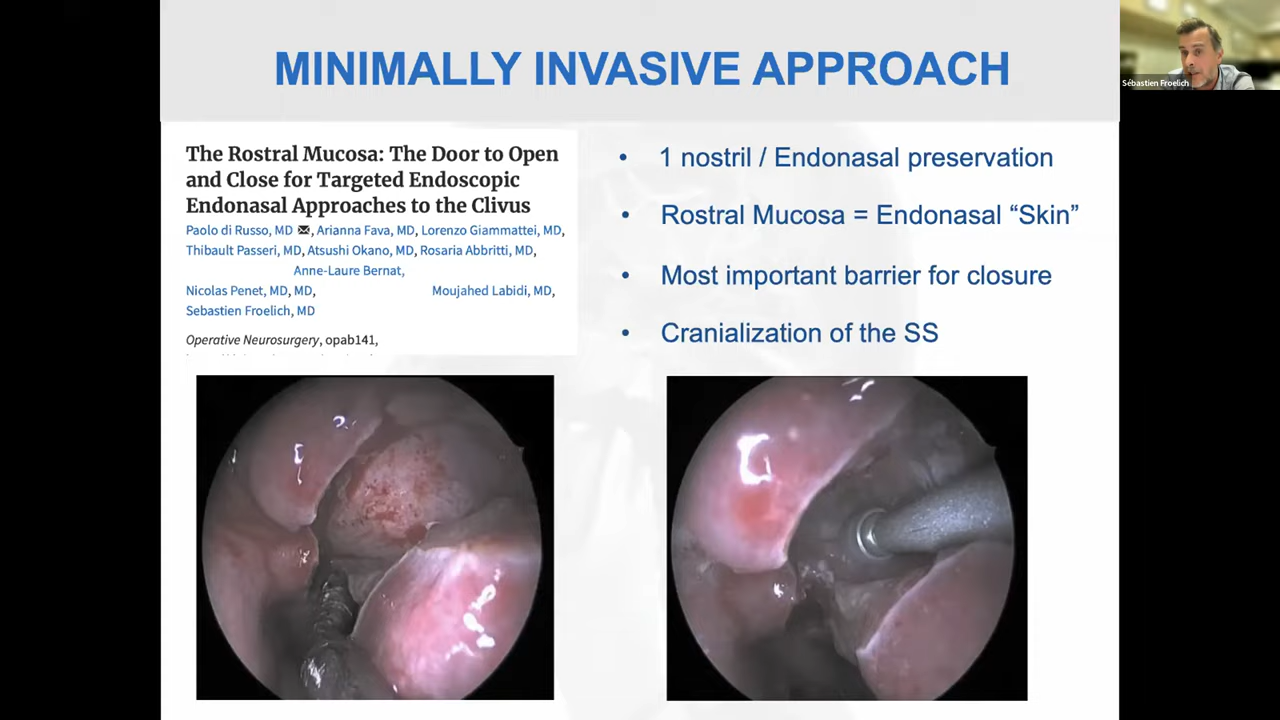 MINIMALLY INVASIVE APPROACH
Sébastien Froelich
The Rostral Mucosa: The Door to Open
and Close for Targeted Endoscopic
Endonasal Approaches to the Clivus
Paolo di Russo, MD ✉, Arianna Fava, MD, Lorenzo Giammattei, MD,
Thibault Passeri, MD, Atsushi Okano, MD, Rosaria Abbritti, MD,
Anne-Laure Bernat,
Nicolas Penet, MD, MD, Moujahed Labidi, MD,
Sebastien Froelich, MD
Operative Neurosurgery, opab141,
• 1 nostril / Endonasal preservation
• Rostral Mucosa = Endonasal “Skin”
• Most important barrier for closure
• Cranialization of the SS